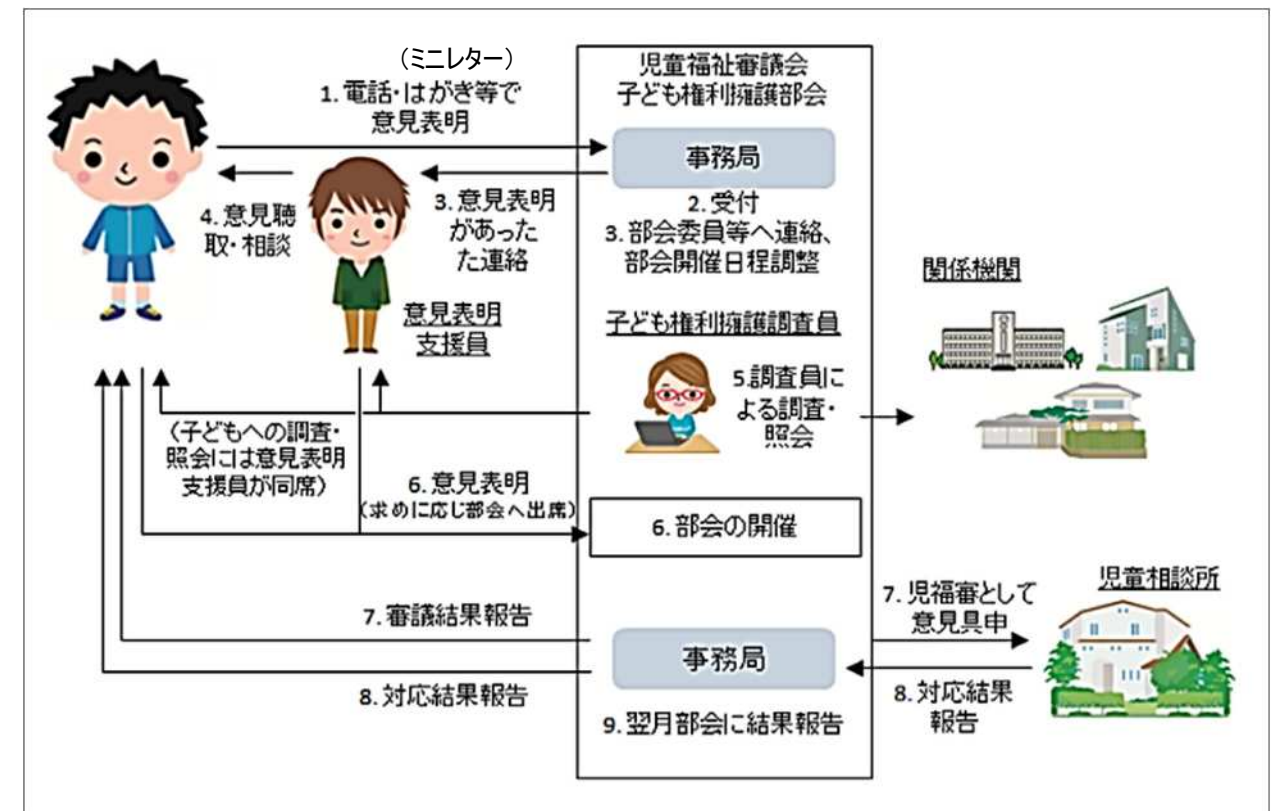 (ミニレター)
1. 電話・はがき等で
意見表明
児童福祉審議会
子ども権利擁護部会
事務局
2. 受付
3. 部会委員等へ連絡、
部会開催日程調整
3. 意見表明
があった
た連絡
4. 意見聴
取・相談
意見表明
支援員
子ども権利擁護調査員
5.調査員に
よる調査・
照会
関係機関
(子どもへの調査・
照会には意見表明
支援員が同席)
6. 意見表明
(求めに応じ部会へ出席)
6. 部会の開催
7. 審議結果報告
8. 対応結果報告
事務局
9. 翌月部会に結果報告
7. 児福審として
意見具申
8. 対応結果
報告
児童相談所